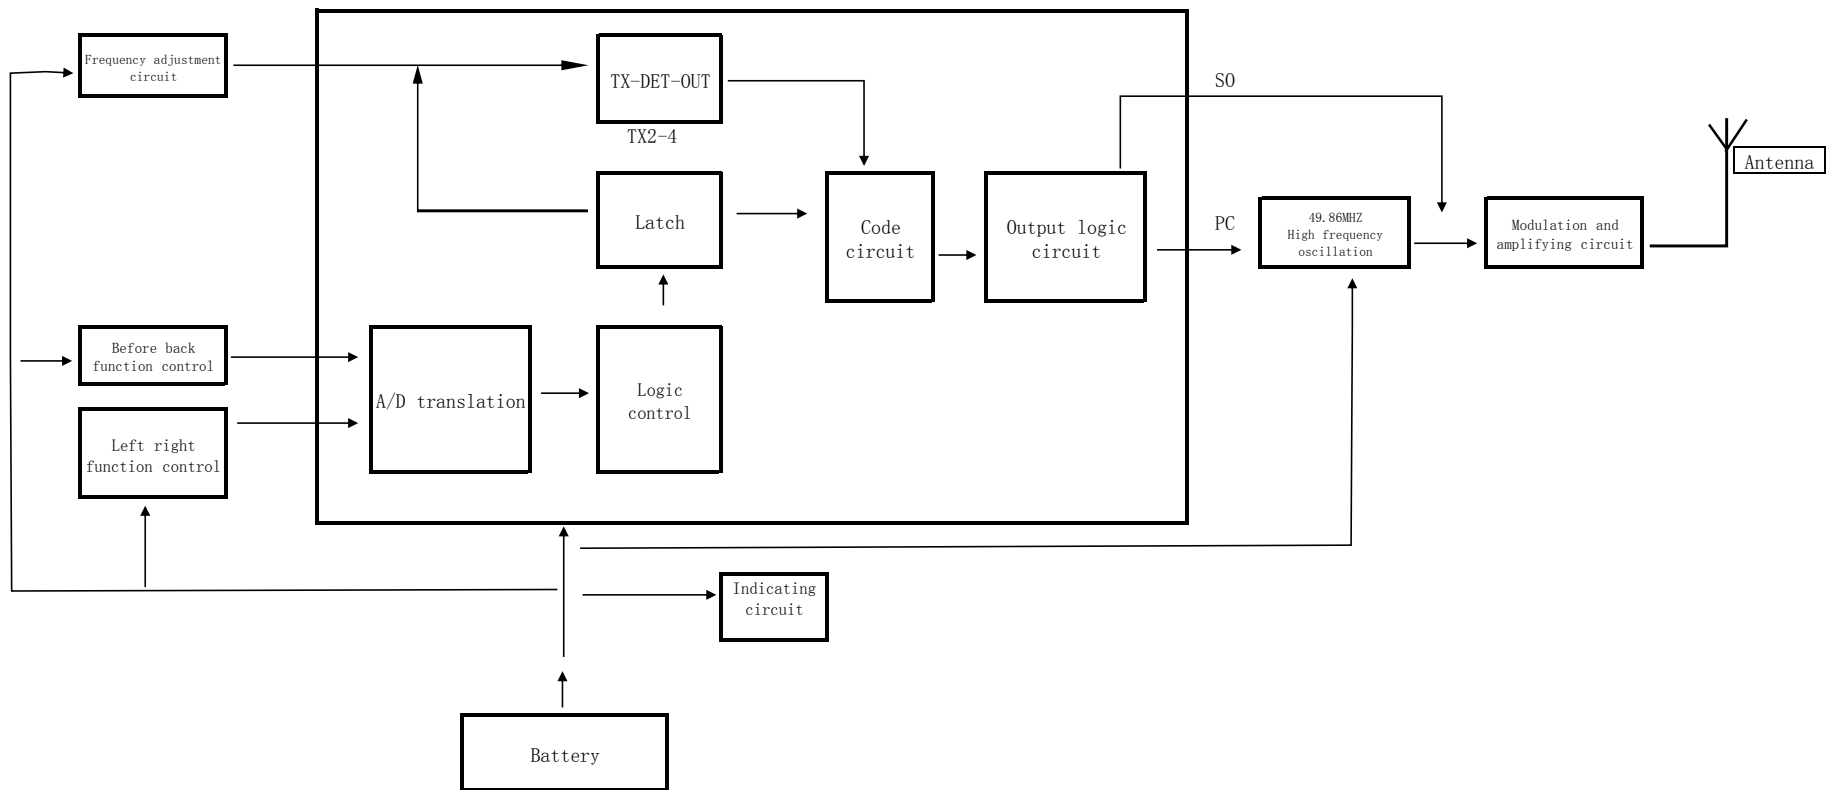 Frequency adjustment
circuit
TX-DET-OUT
TX2-4
SO
Antenna
Latch
Code
circuit
Output logic
circuit
PC
49.86MHZ
High frequency
oscillation
Modulation and
amplifying circuit
Before back
function control
A/D translation
Logic
control
Left right
function control
Indicating
circuit
Battery